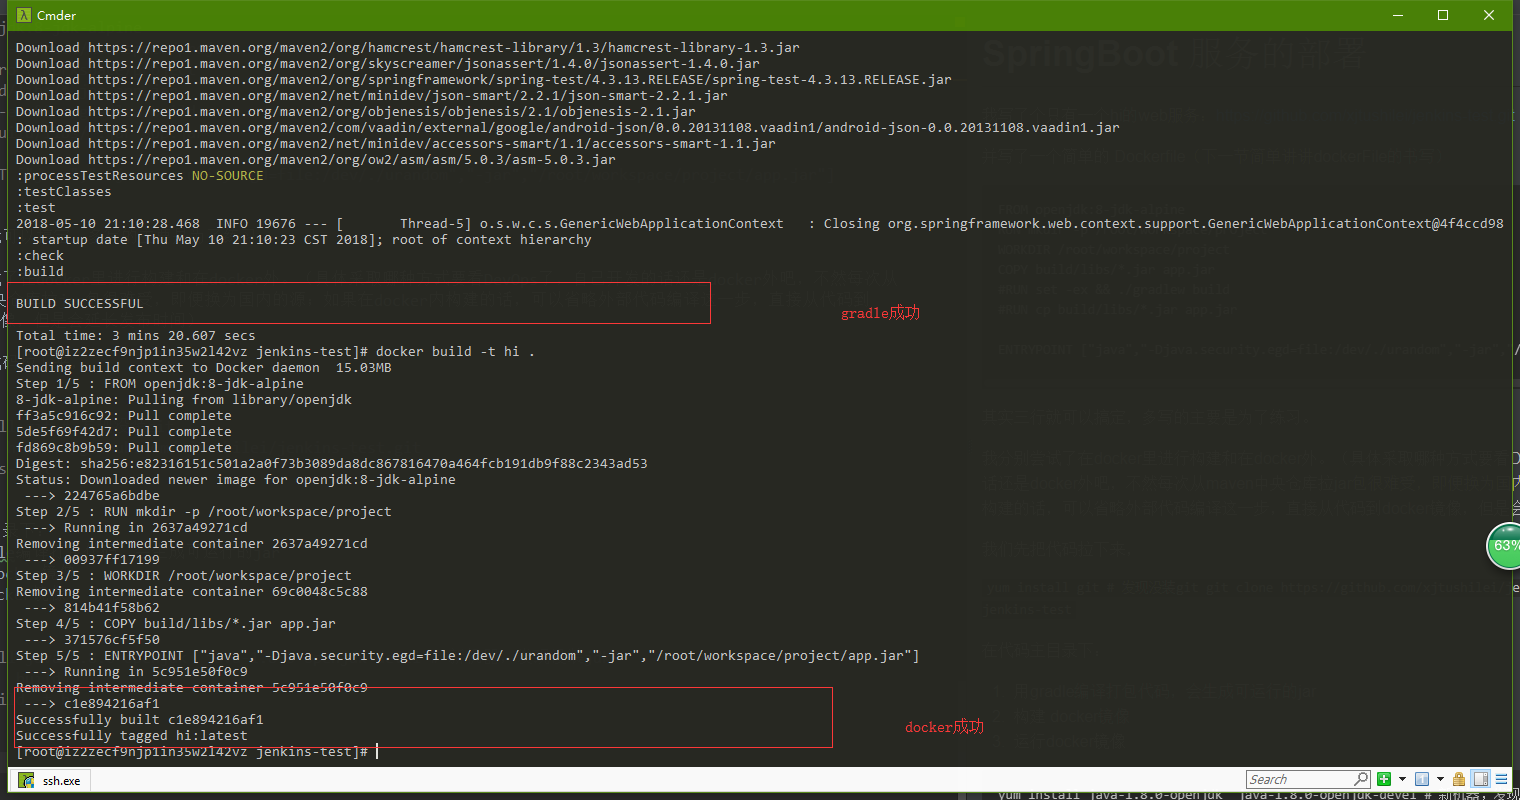 Cmder
Download https://repo1.maven.org/maven2/org/hamcrest/hamcrest-library/1.3/hamcrest-library-1.3.jar
Download https://repo1.maven.org/maven2/org/skyscreamer/jsonassert/1.4.0/jsonassert-1.4.0.jar
Download https://repo1.maven.org/maven2/org/springframework/spring-test/4.3.13.RELEASE/spring-test-4.3.13.RELEASE.jar
Download https://repo1.maven.org/maven2/net/minidev/json-smart/2.2.1/json-smart-2.2.1.jar
Download https://repo1.maven.org/maven2/org/objenesis/objenesis/2.1/objenesis-2.1.jar
Download https://repo1.maven.org/maven2/com/vaadin/external/google/android-json/0.0.20131108.vaadin1/android-json-0.0.20131108.vaadin1.jar
Download https://repo1.maven.org/maven2/net/minidev/accessors-smart/1.1/accessors-smart-1.1.jar
Download https://repo1.maven.org/maven2/org/ow2/asm/asm/5.0.3/asm-5.0.3.jar
:processTestResources NO-SOURCE
:testClasses
:test
2018-05-10 21:10:28.468  INFO 19676 --- [       Thread-5] o.s.w.c.s.GenericWebApplicationContext   : Closing org.springframework.web.context.support.GenericWebApplicationContext@4f4ccd98
: startup date [Thu May 10 21:10:23 CST 2018]; root of context hierarchy
:check
:build
BUILD SUCCESSFUL
gradle成功
Total time: 3 mins 20.607 secs
[root@iz2zecf9njp1in35w2l42vz jenkins-test]# docker build -t hi .
Sending build context to Docker daemon  15.03MB
Step 1/5 : FROM openjdk:8-jdk-alpine
8-jdk-alpine: Pulling from library/openjdk
ff3a5c916c92: Pull complete
5de5f69f42d7: Pull complete
fd869c8b9b59: Pull complete
Digest: sha256:e82316151c501a2a0f73b3089da8dc867816470a464fcb191db9f88c2343ad53
Status: Downloaded newer image for openjdk:8-jdk-alpine
 ---> 224765a6bdbe
Step 2/5 : RUN mkdir -p /root/workspace/project
 ---> Running in 2637a49271cd
Removing intermediate container 2637a49271cd
 ---> 00937ff17199
Step 3/5 : WORKDIR /root/workspace/project
Removing intermediate container 69c0048c5c88
 ---> 814b41f58b62
Step 4/5 : COPY build/libs/*.jar app.jar
 ---> 371576cf5f50
Step 5/5 : ENTRYPOINT ["java","-Djava.security.egd=file:/dev/./urandom","-jar","/root/workspace/project/app.jar"]
 ---> Running in 5c951e50f0c9
Removing intermediate container 5c951e50f0c9
 ---> c1e894216af1
Successfully built c1e894216af1
Successfully tagged hi:latest
docker成功
[root@iz2zecf9njp1in35w2l42vz jenkins-test]#
ssh.exe
Search
63%
SpringBoot 服务的部署